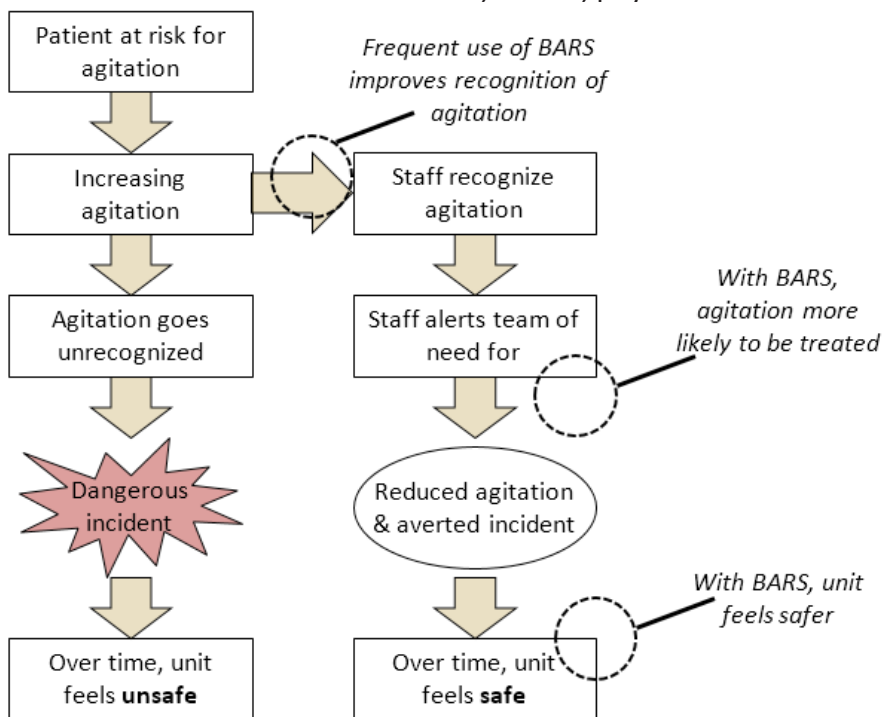 Patient at risk for
agitation
Frequent use of BARS
improves recognition of
agitation
Increasing
agitation
Staff recognize
agitation
Agitation goes
unrecognized
Staff alerts team of
need for
With BARS,
agitation more
likely to be treated
Dangerous
incident
Reduced agitation
& averted incident
With BARS, unit
feels safer
Over time, unit
feels unsafe
Over time, unit
feels safe